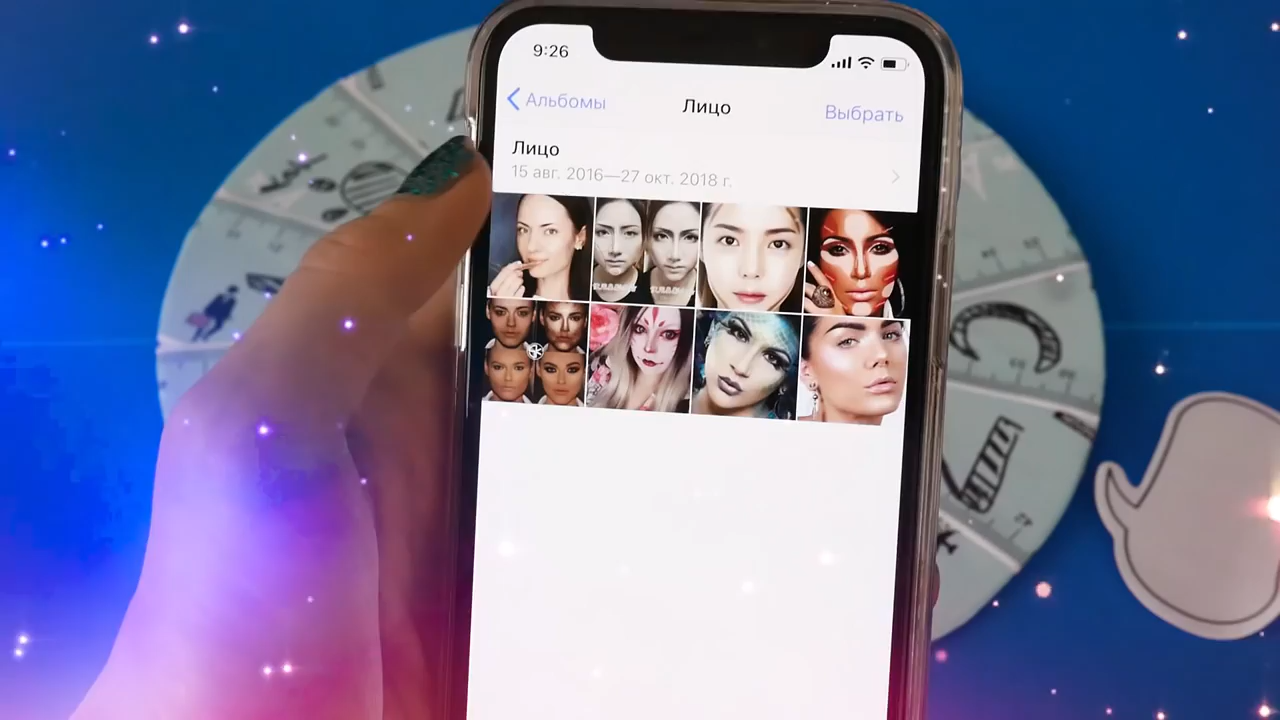 9:26
Альбомы
Лицо
Выбрать
Лицо
15 авг. 2016—27 окт. 2018 г.